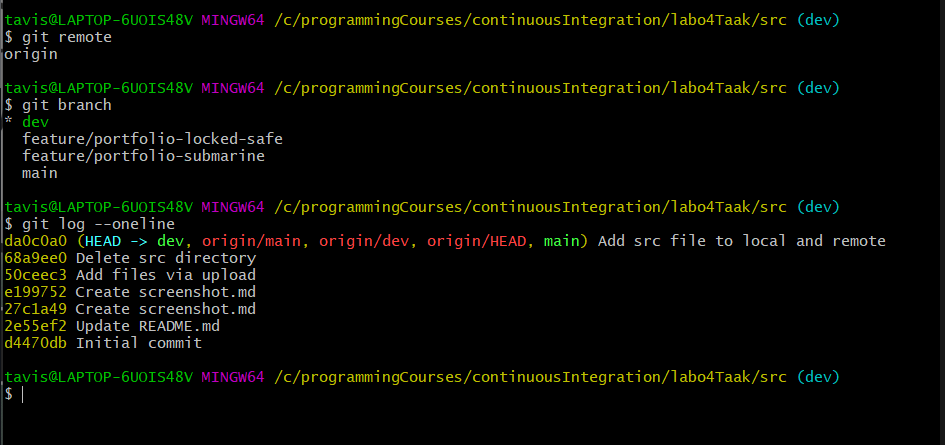 tavis@LAPTOP-6UOIS48V MINGW64 /c/programmingCourses/continuousIntegration/labo4Taak/src (dev)
$ git remote
origin
tavis@LAPTOP-6UOIS48V MINGW64 /c/programmingCourses/continuousIntegration/labo4Taak/src (dev)
$ git branch
* dev
feature/portfolio-locked-safe
feature/portfolio-submarine
main
tavis@LAPTOP-6UOIS48V MINGW64 /c/programmingCourses/continuousIntegration/labo4Taak/src (dev)
$ git log --oneline
da0c0a0 (HEAD -> dev, origin/main, origin/dev, origin/HEAD, main) Add src file to local and remote
68a9ee0 Delete src directory
50ceec3 Add files via upload
e199752 Create screenshot.md
27c1a49 Create screenshot.md
2e55ef2 Update README.md
d4470db Initial commit
tavis@LAPTOP-6UOIS48V MINGW64 /c/programmingCourses/continuousIntegration/labo4Taak/src (dev)
$